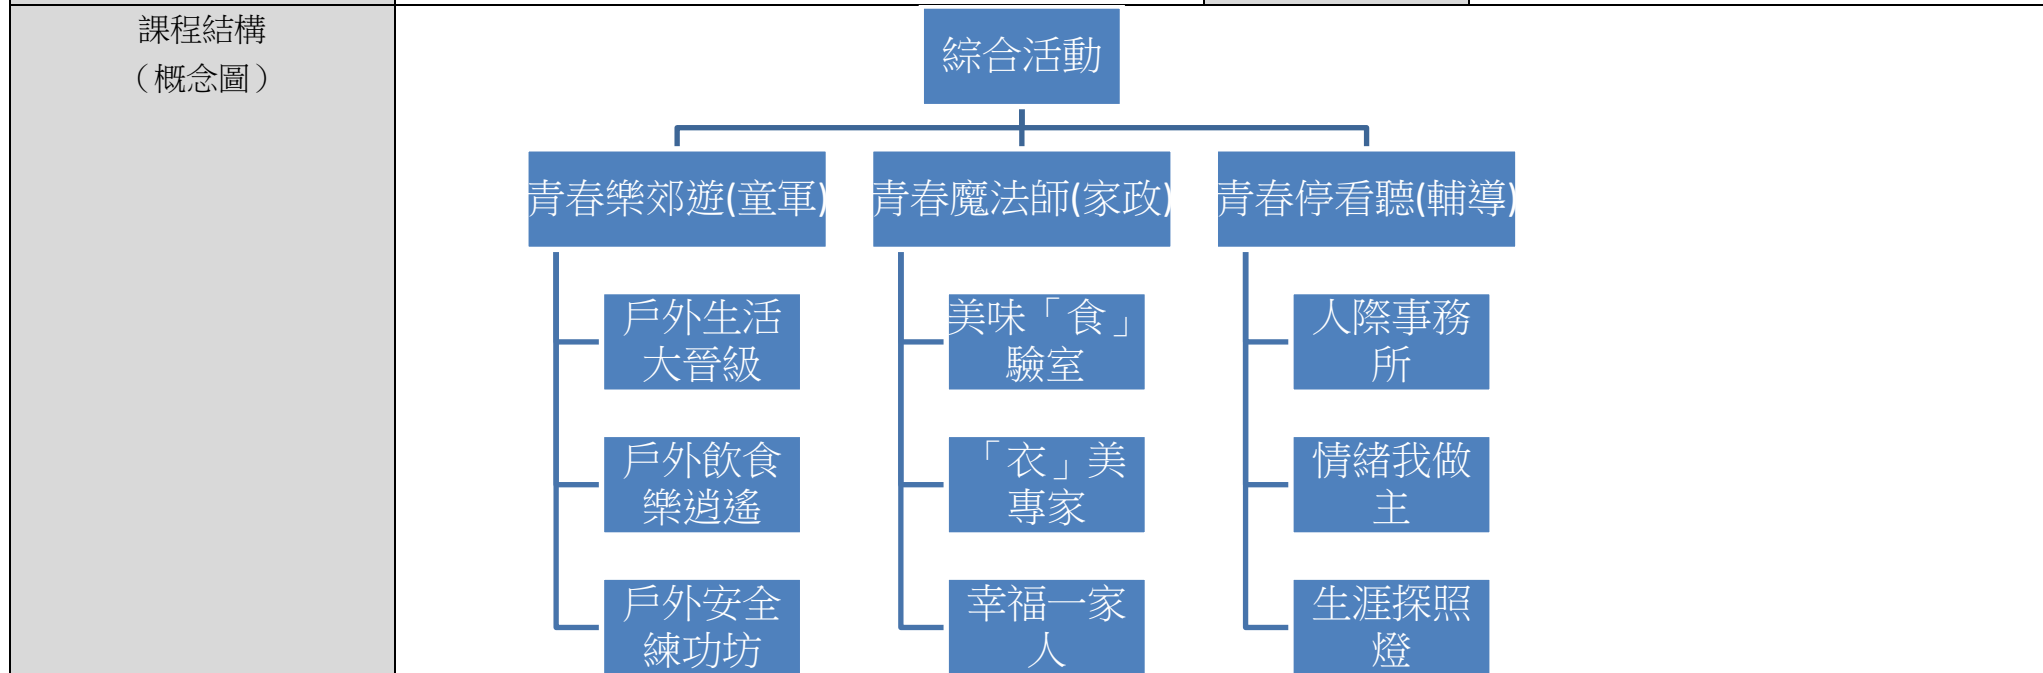 課程結構
（概念圖）
綜合活動
青春樂郊遊(童軍)
青春魔法師(家政)
青春停看聽(輔導)
戶外生活
大晉級
美味「食」
驗室
人際事務
所
戶外飲食
樂逍遙
「衣」美
專家
情緒我做
主
戶外安全
練功坊
幸福一家
人
生涯探照
燈